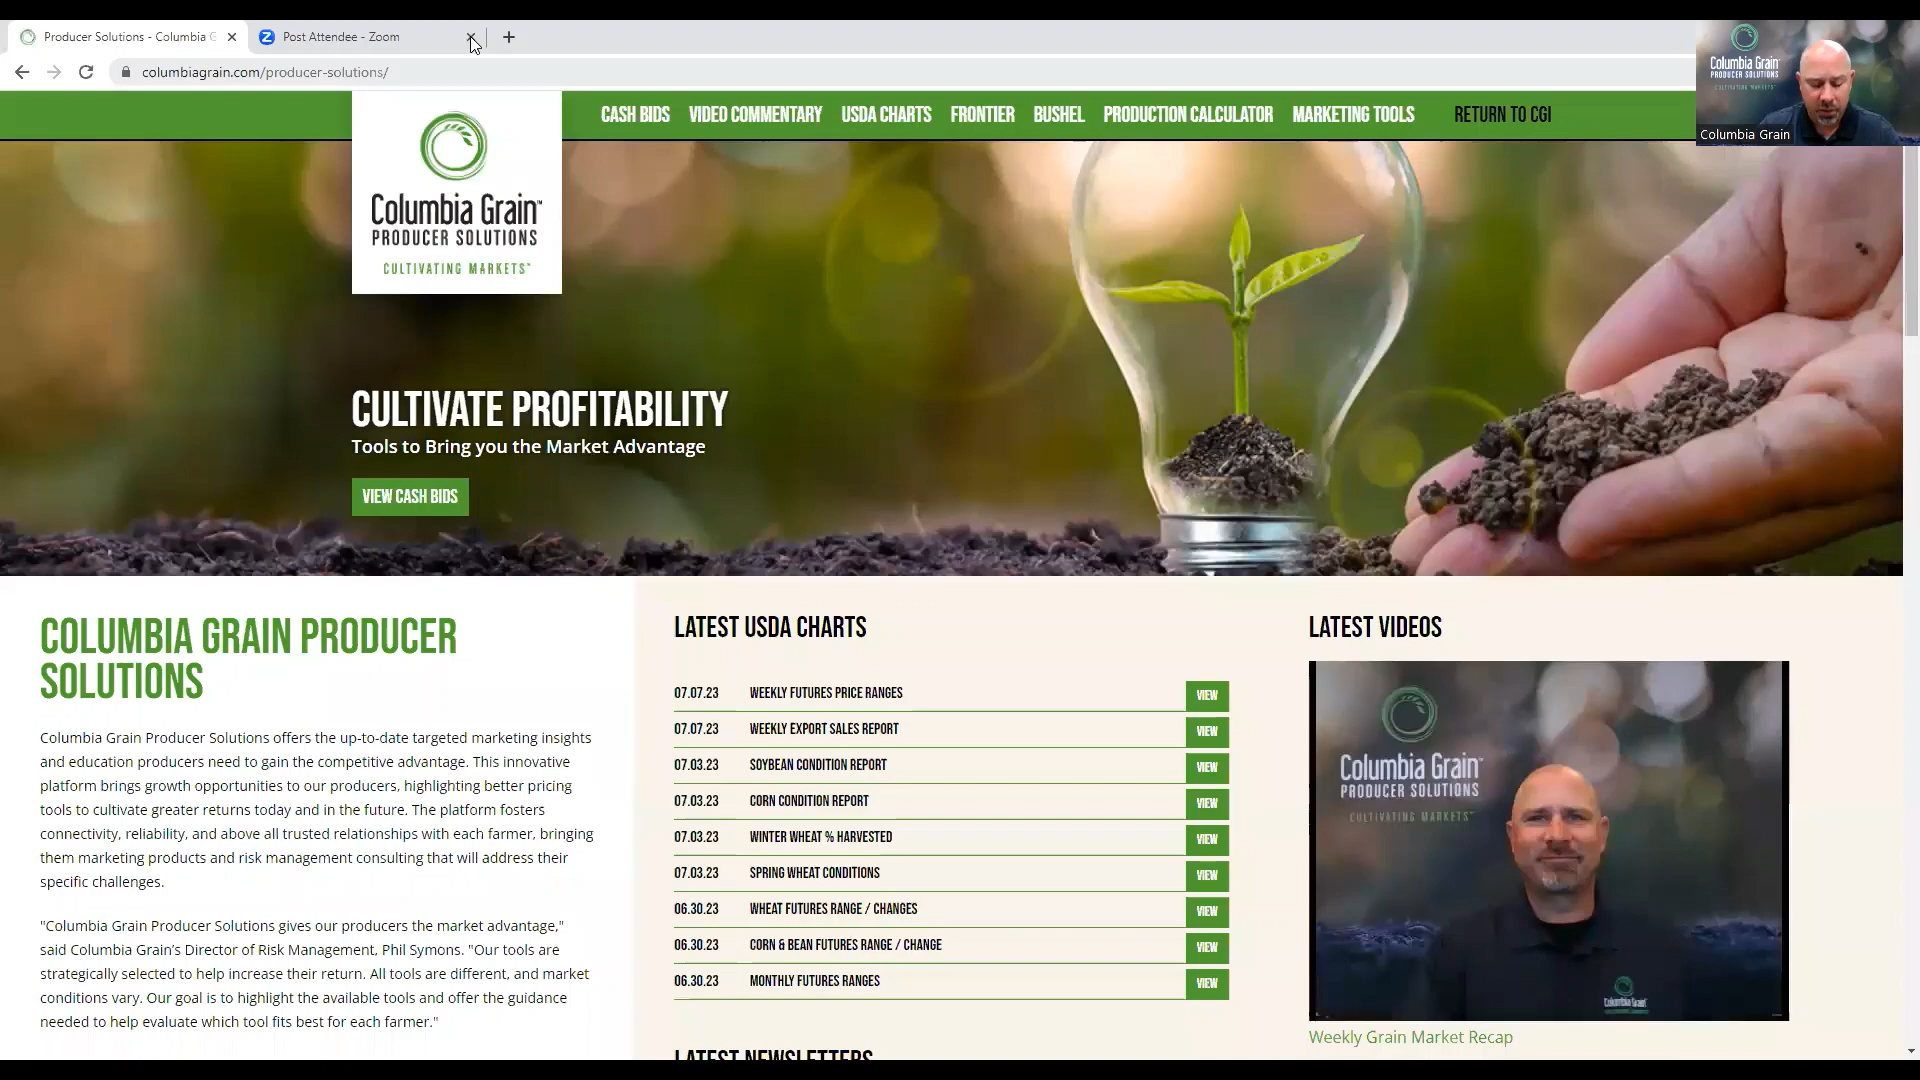 Producer Solutions - Columbia G
Post Attendee - Zoom
columbiagrain.com/producer-solutions/
CASH BIDS VIDEO COMMENTARY USDA CHARTS FRONTIER BUSHEL PRODUCTION CALCULATOR MARKETING TOOLS RETURN TO CGI
Columbia Grain
PRODUCER SOLUTIONS
CULTIVATING MARKETS
Columbia Grain
Columbia Grain™
PRODUCER SOLUTIONS
CULTIVATING MARKETS™
CULTIVATE PROFITABILITY
Tools to Bring you the Market Advantage
VIEW CASH BIDS
COLUMBIA GRAIN PRODUCER
SOLUTIONS
Columbia Grain Producer Solutions offers the up-to-date targeted marketing insights
and education producers need to gain the competitive advantage. This innovative
platform brings growth opportunities to our producers, highlighting better pricing
tools to cultivate greater returns today and in the future. The platform fosters
connectivity, reliability, and above all trusted relationships with each farmer, bringing
them marketing products and risk management consulting that will address their
specific challenges.
"Columbia Grain Producer Solutions gives our producers the market advantage,"
said Columbia Grain's Director of Risk Management, Phil Symons. "Our tools are
strategically selected to help increase their return. All tools are different, and market
conditions vary. Our goal is to highlight the available tools and offer the guidance
needed to help evaluate which tool fits best for each farmer."
LATEST USDA CHARTS
07.07.23 WEEKLY FUTURES PRICE RANGES VIEW
07.07.23 WEEKLY EXPORT SALES REPORT VIEW
07.03.23 SOYBEAN CONDITION REPORT VIEW
07.03.23 CORN CONDITION REPORT VIEW
07.03.23 WINTER WHEAT % HARVESTED VIEW
07.03.23 SPRING WHEAT CONDITIONS VIEW
06.30.23 WHEAT FUTURES RANGE / CHANGES VIEW
06.30.23 CORN & BEAN FUTURES RANGE / CHANGE VIEW
06.30.23 MONTHLY FUTURES RANGES VIEW
LATEST NEWSLETTERS
LATEST VIDEOS
Columbia Grain™
PRODUCER SOLUTIONS
CULTIVATING MARKETS™
Columbia Grain
Weekly Grain Market Recap